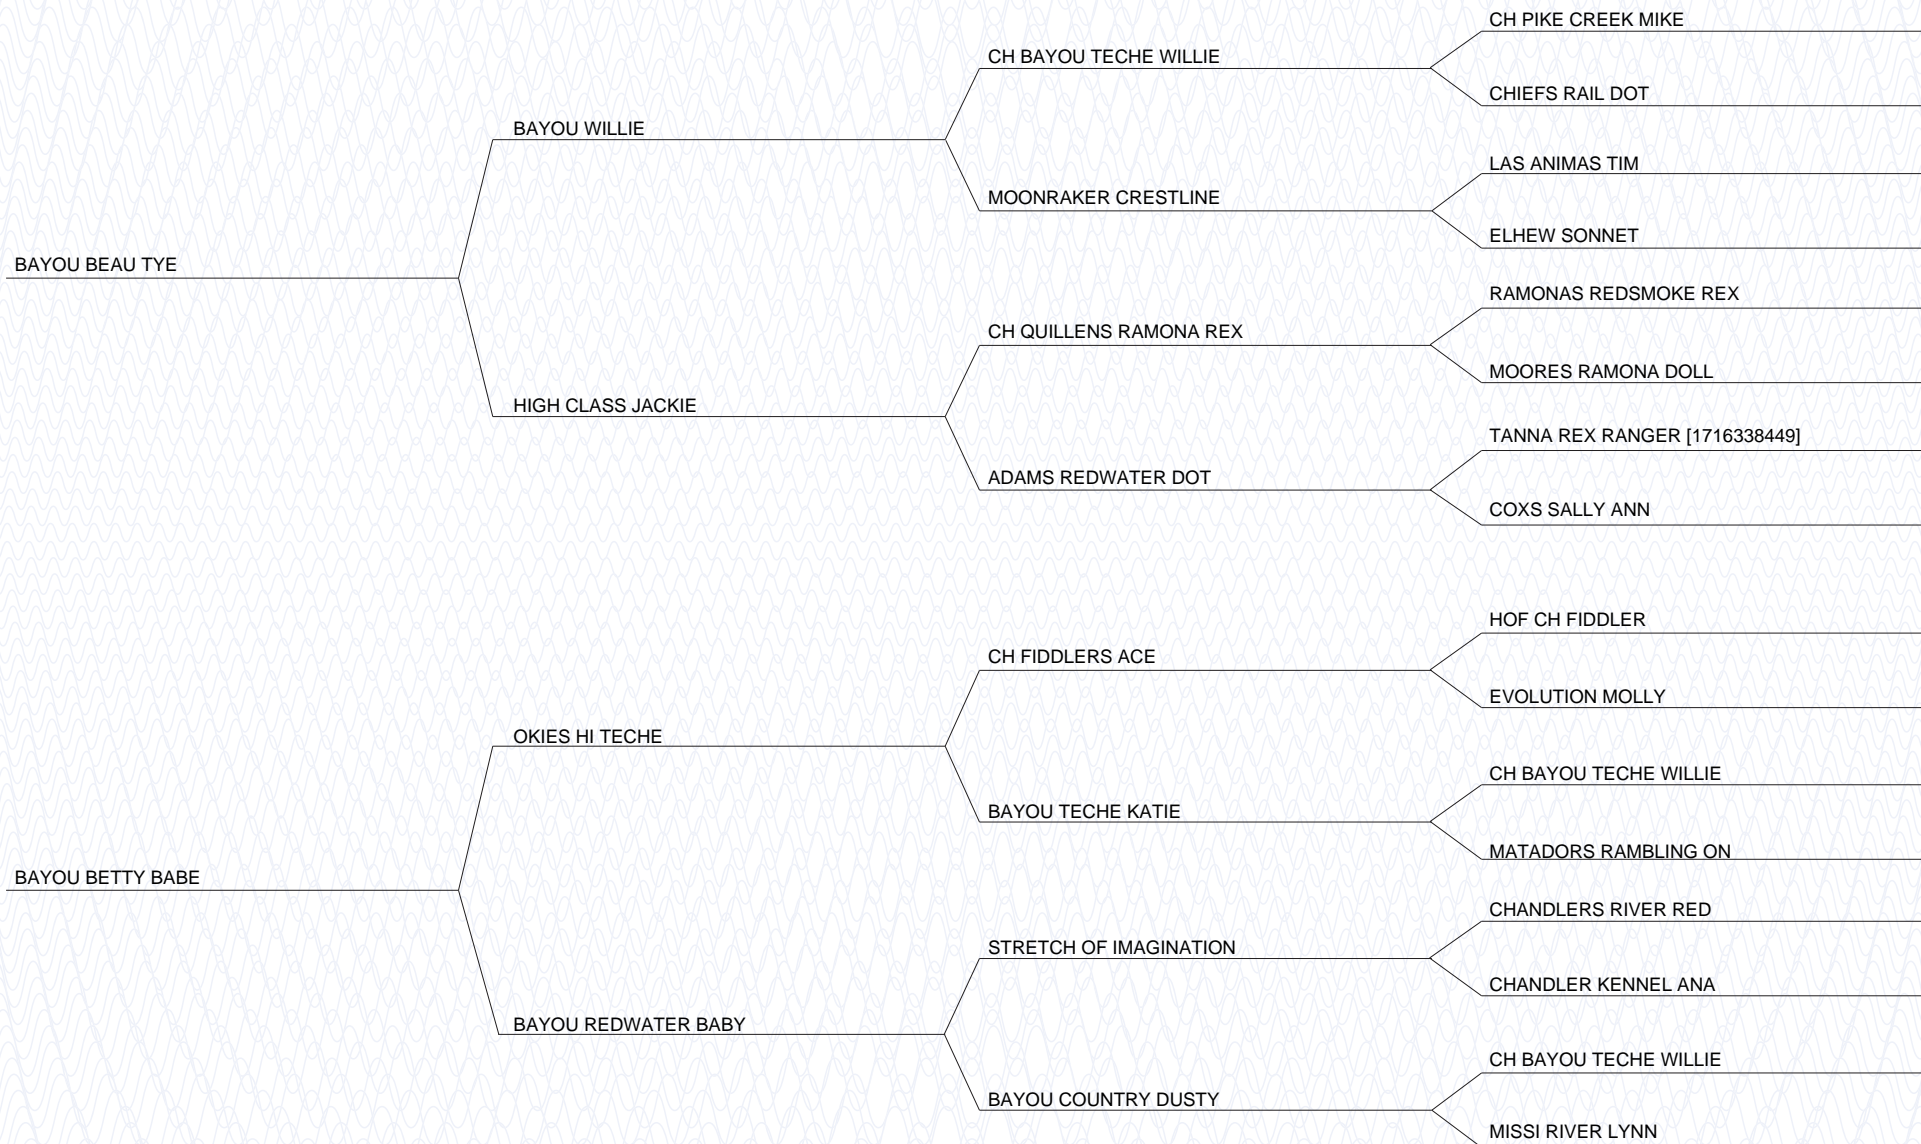 CH PIKE CREEK MIKE
CH BAYOU TECHE WILLIE
CHIEFS RAIL DOT
BAYOU WILLIE
LAS ANIMAS TIM
MOONRAKER CRESTLINE
ELHEW SONNET
BAYOU BEAU TYE
RAMONAS REDSMOKE REX
CH QUILLENS RAMONA REX
MOORES RAMONA DOLL
HIGH CLASS JACKIE
TANNA REX RANGER [1716338449]
ADAMS REDWATER DOT
COXS SALLY ANN
HOF CH FIDDLER
CH FIDDLERS ACE
EVOLUTION MOLLY
OKIES HI TECHE
CH BAYOU TECHE WILLIE
BAYOU TECHE KATIE
MATADORS RAMBLING ON
BAYOU BETTY BABE
CHANDLERS RIVER RED
STRETCH OF IMAGINATION
CHANDLER KENNEL ANA
BAYOU REDWATER BABY
CH BAYOU TECHE WILLIE
BAYOU COUNTRY DUSTY
MISSI RIVER LYNN